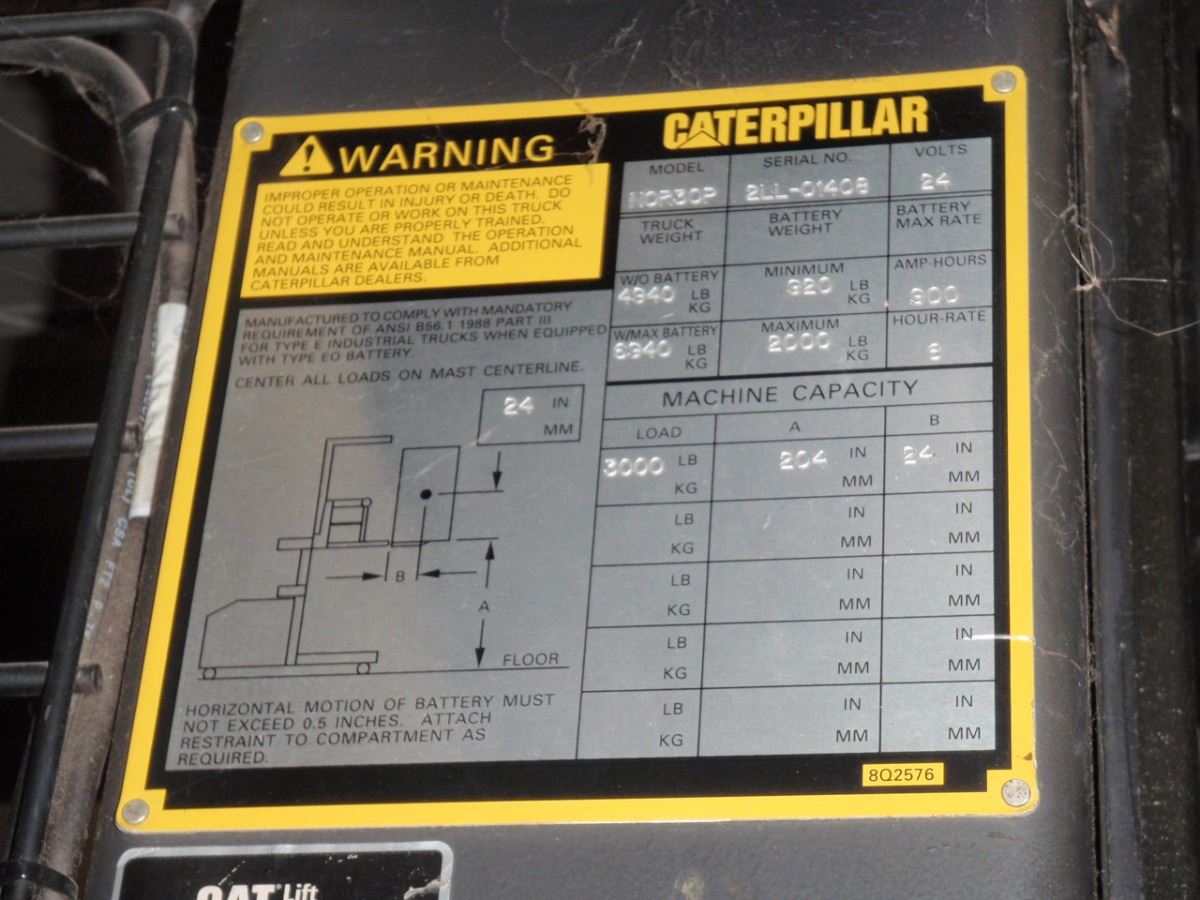 WARNING
IMPROPER OPERATION OR MAINTENANCE
COULD RESULT IN INJURY OR DEATH. DO
NOT OPERATE OR WORK ON THIS TRUCK
UNLESS YOU ARE PROPERLY TRAINED.
READ AND UNDERSTAND THE OPERATION
AND MAINTENANCE MANUAL. ADDITIONAL
MANUALS ARE AVAILABLE FROM
CATERPILLAR DEALERS.
MANUFACTURED TO COMPLY WITH MANDATORY
REQUIREMENT OF ANSI B56.1 1988 PART III
FOR TYPE E INDUSTRIAL TRUCKS WHEN EQUIPPED
WITH TYPE EO BATTERY.
CENTER ALL LOADS ON MAST CENTERLINE.
24 IN
MM
B
A
FLOOR
HORIZONTAL MOTION OF BATTERY MUST
NOT EXCEED 0.5 INCHES. ATTACH
RESTRAINT TO COMPARTMENT AS
REQUIRED.
CATERPILLAR
MODEL SERIAL NO. VOLTS
NOR30P 2LL-01408 24
TRUCK WEIGHT BATTERY WEIGHT BATTERY MAX RATE
W/O BATTERY MINIMUM AMP-HOURS
4940 LB 920 LB 900
KG KG
W/MAX BATTERY MAXIMUM HOUR-RATE
6940 LB 2000 LB 6
KG KG
MACHINE CAPACITY
LOAD A B
3000 LB 204 IN 24 IN
KG MM MM
LB IN IN
KG MM MM
LB IN IN
KG MM MM
LB IN IN
KG MM MM
LB IN IN
KG MM MM
8Q2576
CAT Lift
CSA FT2